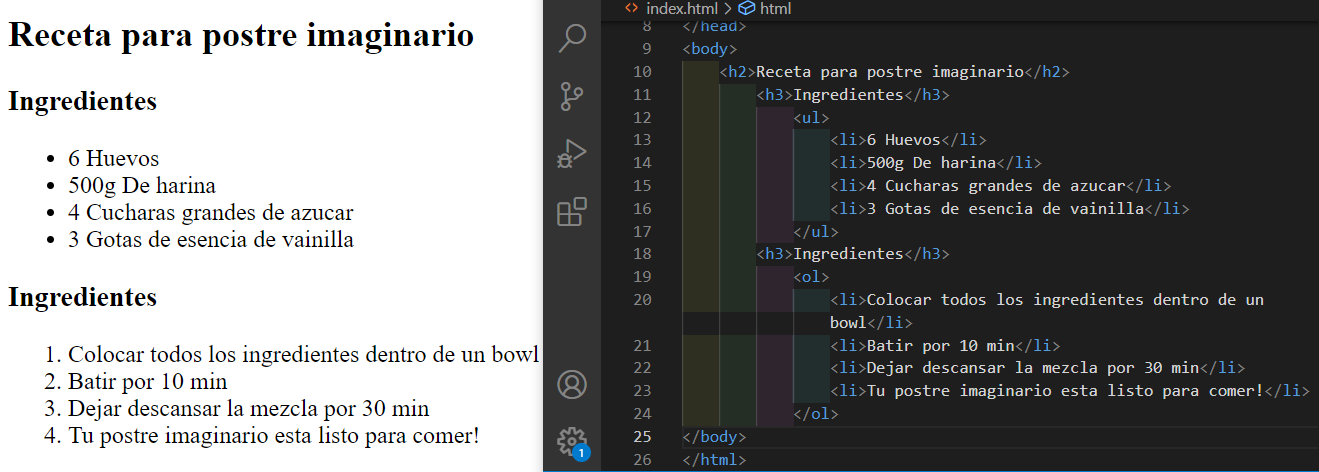 Receta para postre imaginario
Ingredientes
6 Huevos
500g De harina
4 Cucharas grandes de azucar
3 Gotas de esencia de vainilla
Ingredientes
1. Colocar todos los ingredientes dentro de un bowl
2. Batir por 10 min
3. Dejar descansar la mezcla por 30 min
4. Tu postre imaginario esta listo para comer!
1
<> index.html > html
8 </head>
9 <body>
10 <h2>Receta para postre imaginario</h2>
11 <h3>Ingredientes</h3>
12 <ul>
13 <li>6 Huevos</li>
14 <li>500g De harina</li>
15 <li>4 Cucharas grandes de azucar</li>
16 <li>3 Gotas de esencia de vainilla</li>
17 </ul>
18 <h3>Ingredientes</h3>
19 <ol>
20 <li>Colocar todos los ingredientes dentro de un
bowl</li>
21 <li>Batir por 10 min</li>
22 <li>Dejar descansar la mezcla por 30 min</li>
23 <li>Tu postre imaginario esta listo para comer!</li>
24 </ol>
25 </body>
26 </html>